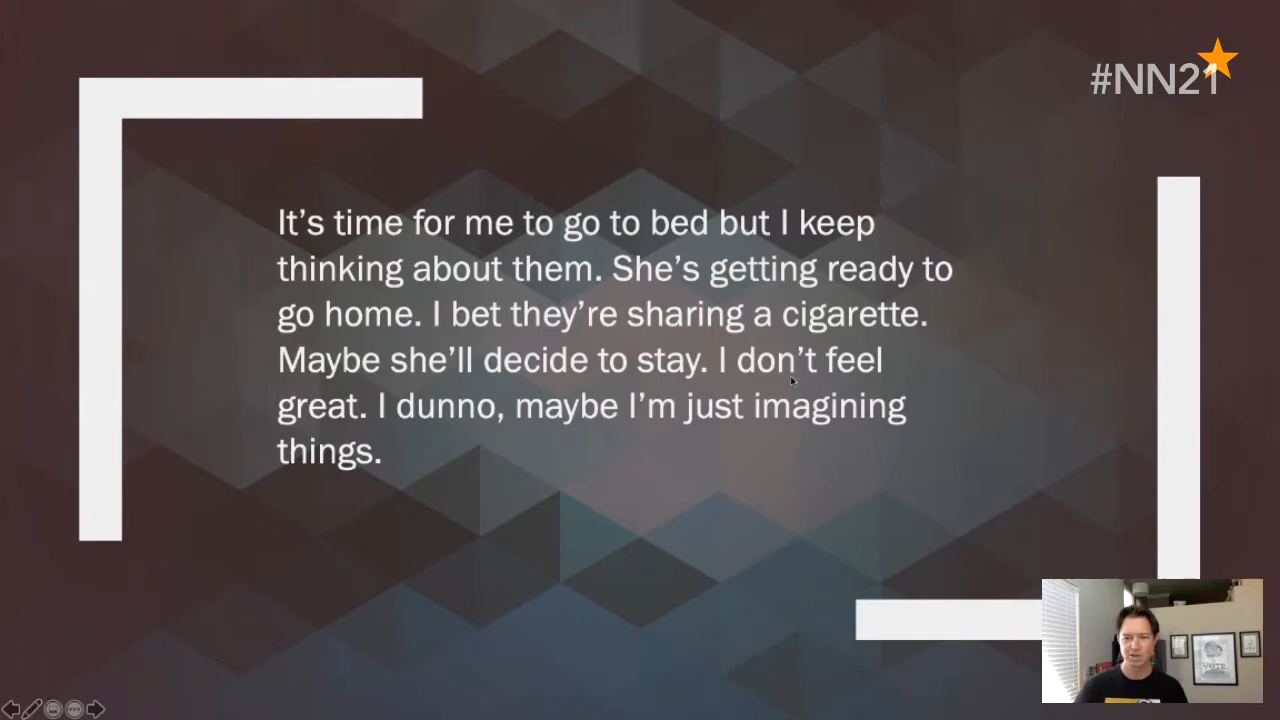 #NN21
It’s time for me to go to bed but I keep
thinking about them. She’s getting ready to
go home. I bet they’re sharing a cigarette.
Maybe she’ll decide to stay. I don’t feel
great. I dunno, maybe I’m just imagining
things.
VOTE